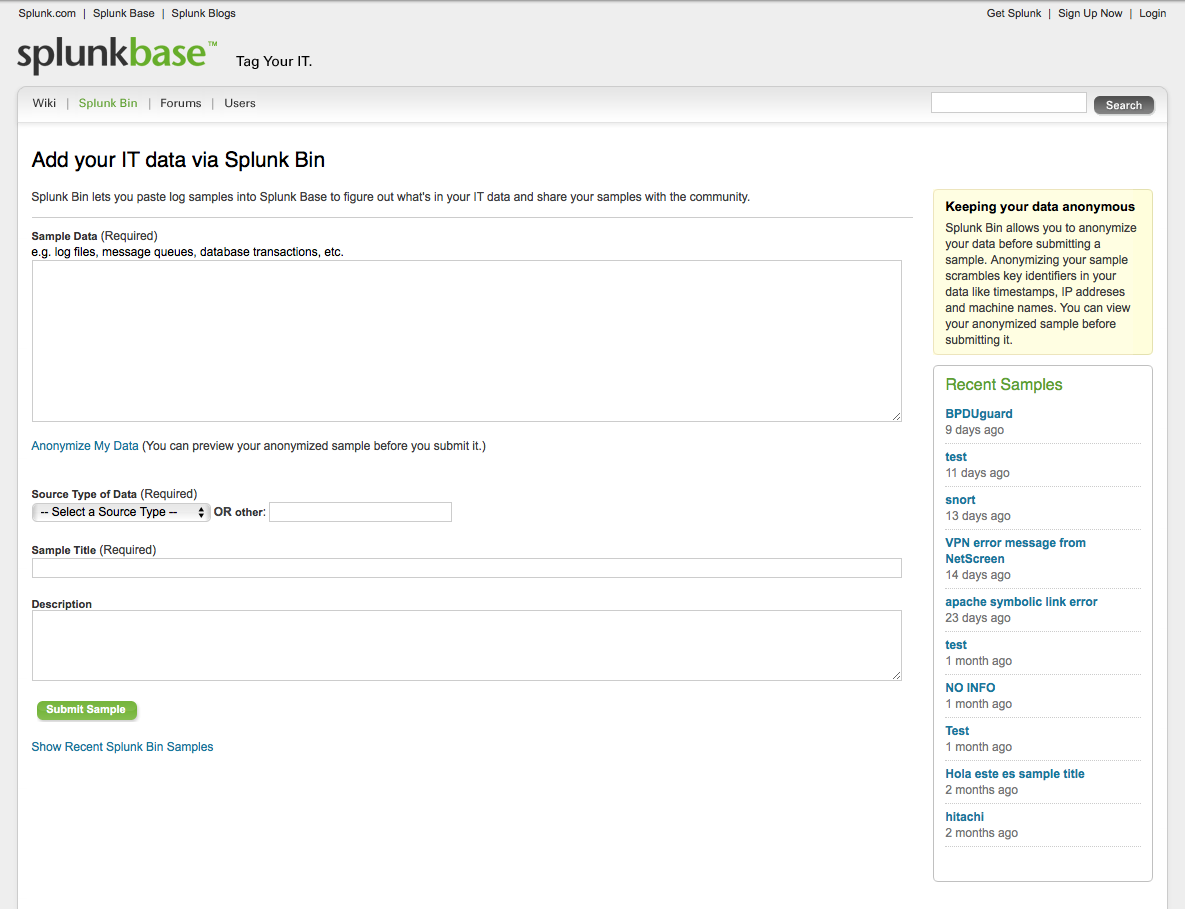 Splunk.com | Splunk Base | Splunk Blogs
Get Splunk | Sign Up Now | Login
splunkbase™ Tag Your IT.
Wiki | Splunk Bin | Forums | Users
Search
Add your IT data via Splunk Bin
Splunk Bin lets you paste log samples into Splunk Base to figure out what's in your IT data and share your samples with the community.
Sample Data (Required)
e.g. log files, message queues, database transactions, etc.
Anonymize My Data (You can preview your anonymized sample before you submit it.)
Source Type of Data (Required)
-- Select a Source Type -- OR other:
Sample Title (Required)
Description
Submit Sample
Show Recent Splunk Bin Samples
Keeping your data anonymous
Splunk Bin allows you to anonymize
your data before submitting a
sample. Anonymizing your sample
scrambles key identifiers in your
data like timestamps, IP addreses
and machine names. You can view
your anonymized sample before
submitting it.
Recent Samples
BPDUguard
9 days ago
test
11 days ago
snort
13 days ago
VPN error message from
NetScreen
14 days ago
apache symbolic link error
23 days ago
test
1 month ago
NO INFO
1 month ago
Test
1 month ago
Hola este es sample title
2 months ago
hitachi
2 months ago